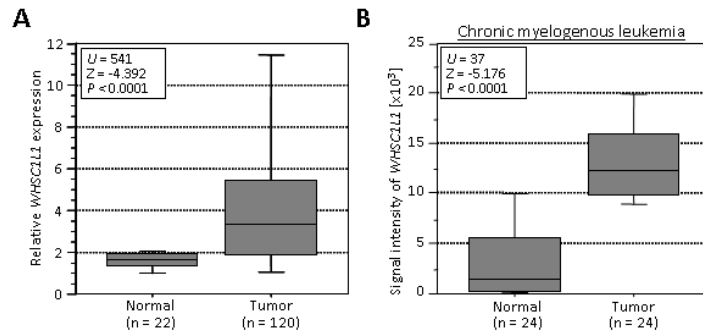 A
Relative WHSC1L1 expression
12
10
8
6
4
2
0
U = 541
Z = -4.392
P < 0.0001
Normal
(n = 22)
Tumor
(n = 120)
B
Chronic myelogenous leukemia
Signal intensity of WHSC1L1 [x10³]
25
20
15
10
5
0
U = 37
Z = -5.176
P < 0.0001
Normal
(n = 24)
Tumor
(n = 24)